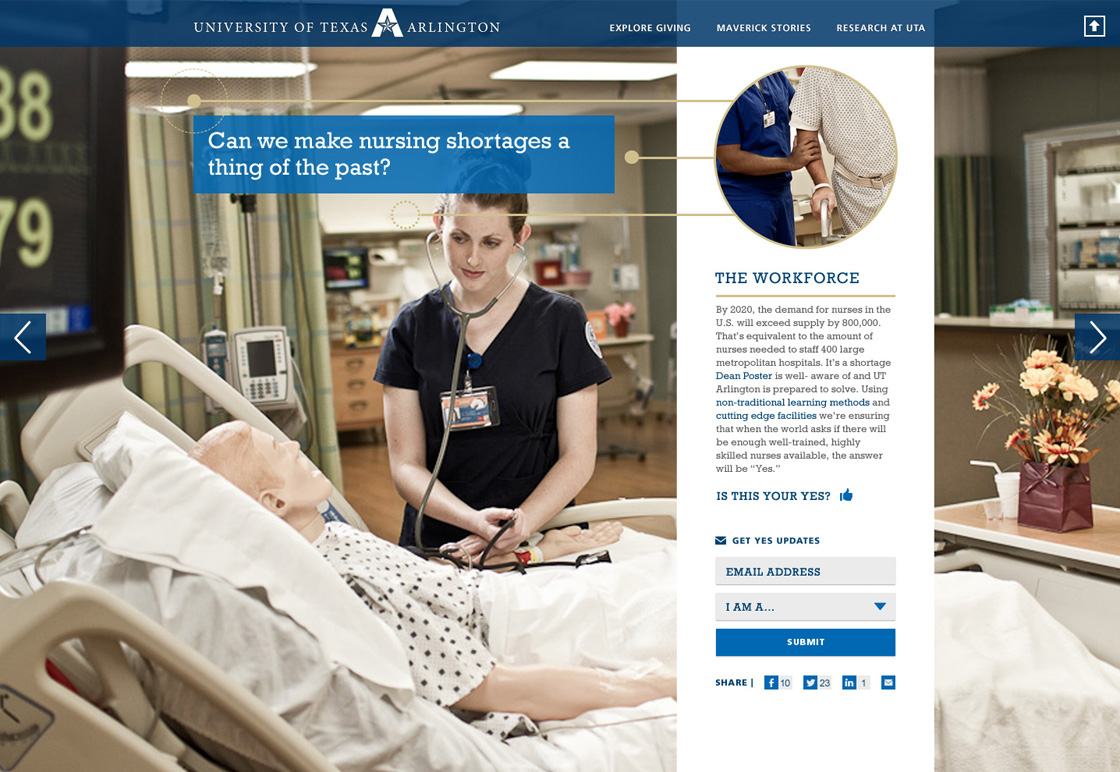 UNIVERSITY OF TEXAS A ARLINGTON
EXPLORE GIVING MAVERICK STORIES RESEARCH AT UTA
38
79
Can we make nursing shortages a
thing of the past?
THE WORKFORCE
By 2020, the demand for nurses in the
U.S. will exceed supply by 800,000.
That's equivalent to the amount of
nurses needed to staff 400 large
metropolitan hospitals. It's a shortage
Dean Poster is well- aware of and UT
Arlington is prepared to solve. Using
non-traditional learning methods and
cutting edge facilities we're ensuring
that when the world asks if there will
be enough well-trained, highly
skilled nurses available, the answer
will be “Yes.”
IS THIS YOUR YES?
GET YES UPDATES
EMAIL ADDRESS
I AM A...
SUBMIT
SHARE | f 10 23 in 1